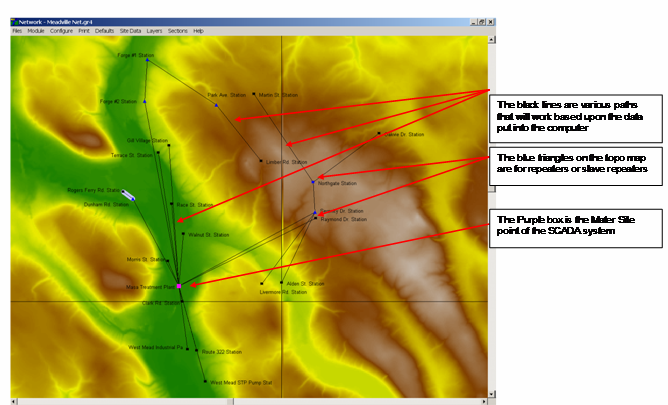 Network - Meadville Net.gr4
Files Module Configure Print Defaults Site Data Layers Sections Help
Forge #1 Station
Park Ave. Station
Martin St. Station
Forge #2 Station
Gill Village Station
Terrace St. Station
Limber Rd. Station
Northgate Station
Rogers Ferry Rd. Station
Dunham Rd. Station
Race St. Station
Raymond Dr. Station
Walnut St. Station
Morris St. Station
Main Treatment Plant
Alden St. Station
Livermore Rd. Station
Clark Rd. Station
West Mead Industrial Pa
Route 322 Station
West Mead STP Pump Stat
The black lines are various paths
that will work based upon the data
put into the computer
The blue triangles on the topo map
are for repeaters or slave repeaters
The Purple box is the Mater Site
point of the SCADA system